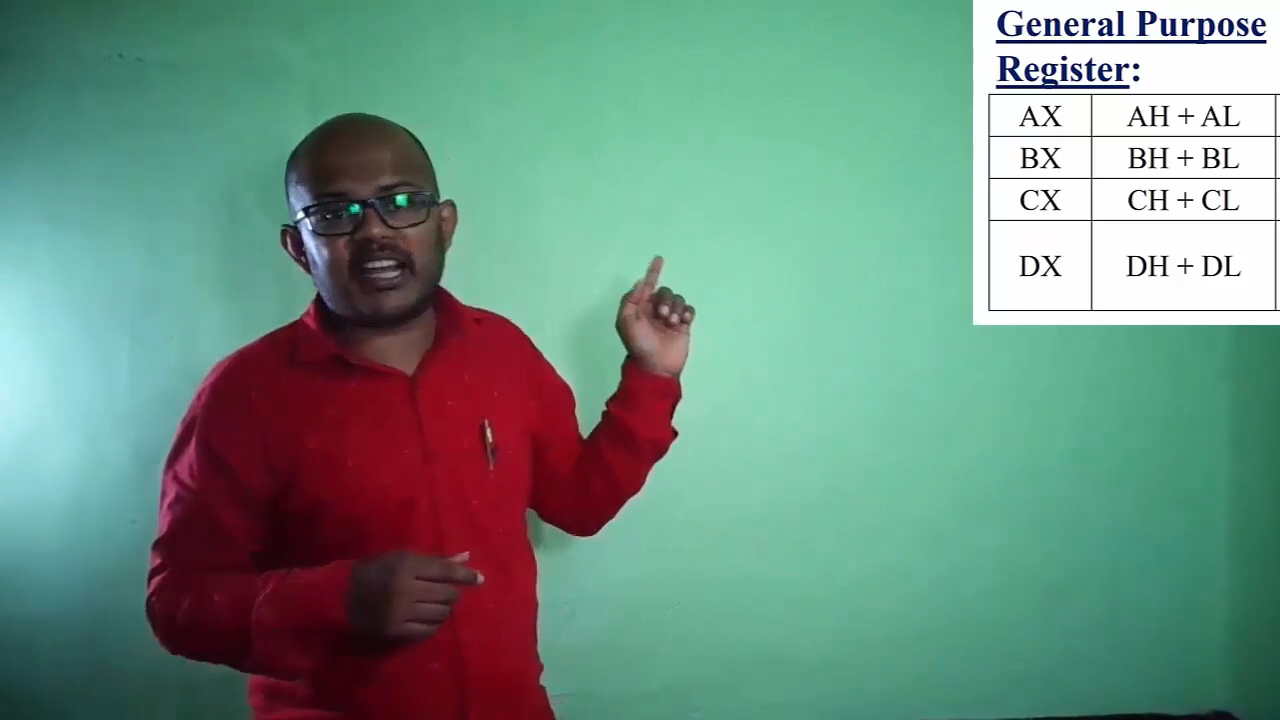 General Purpose
Register:
AX AH + AL
BX BH + BL
CX CH + CL
DX DH + DL